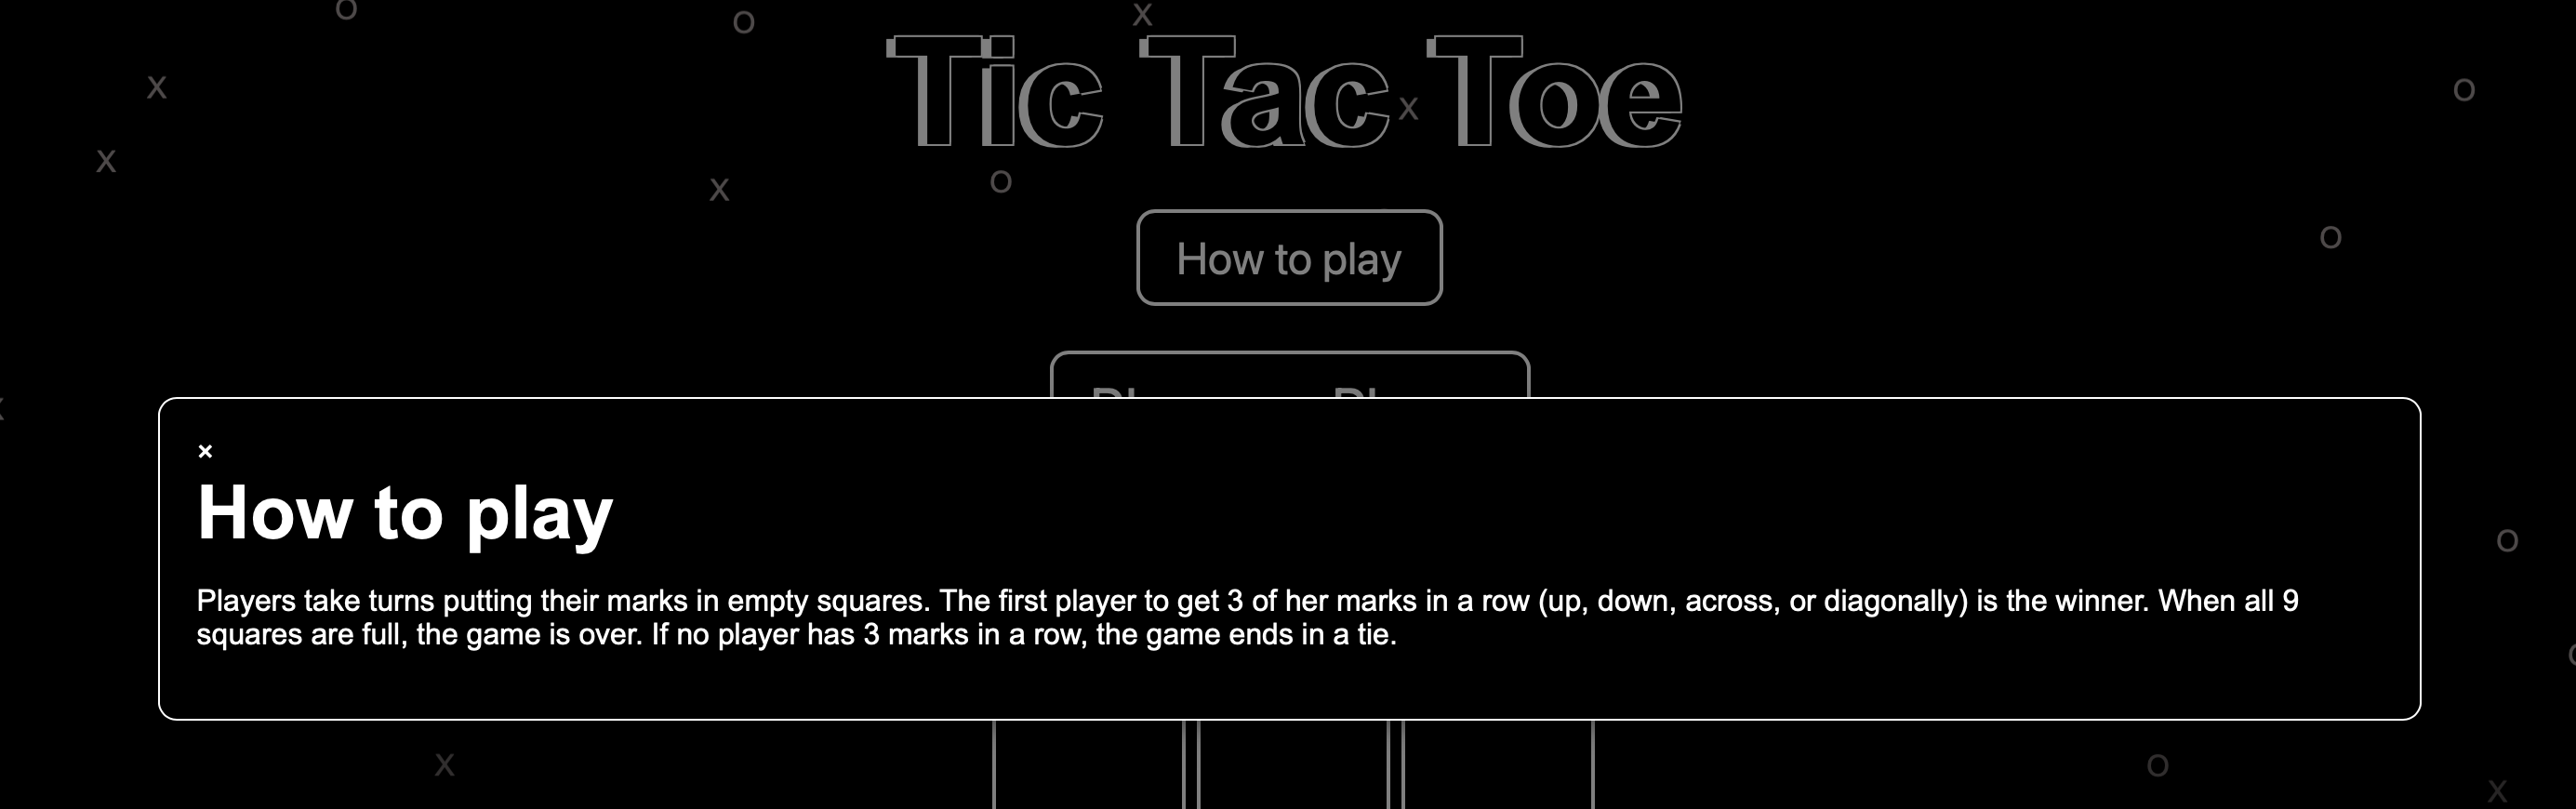 o
o
x
Tic Tac Toe
x
x
o
x
x
o
How to play
o
×
How to play
Players take turns putting their marks in empty squares. The first player to get 3 of her marks in a row (up, down, across, or diagonally) is the winner. When all 9
squares are full, the game is over. If no player has 3 marks in a row, the game ends in a tie.
o
x
o
x